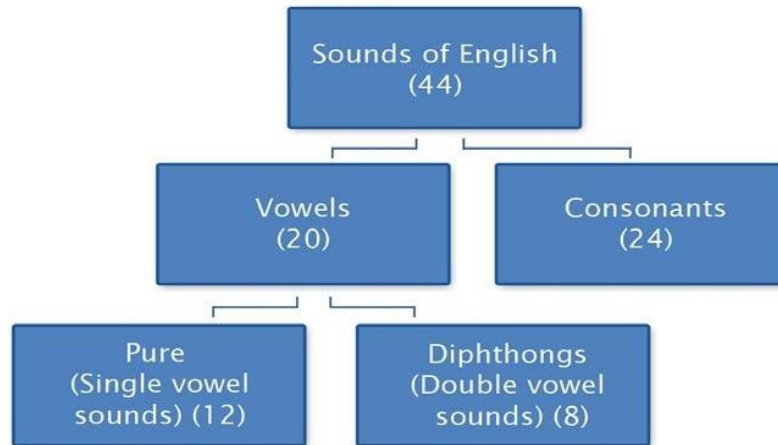 Sounds of English
(44)
Vowels
(20)
Consonants
(24)
Pure
(Single vowel
sounds) (12)
Diphthongs
(Double vowel
sounds) (8)